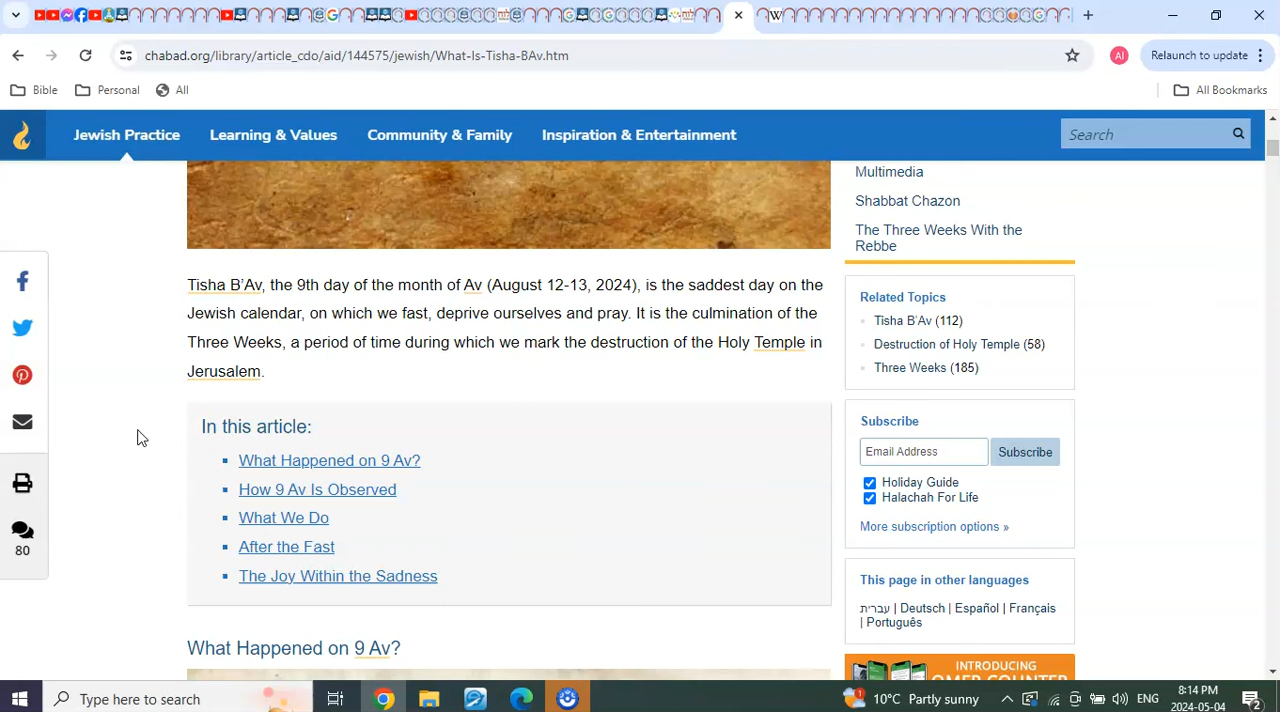 chabad.org/library/article_cdo/aid/144575/jewish/What-Is-Tisha-BAv.htm
AI
Relaunch to update
Bible
Personal
All
All Bookmarks
Jewish Practice
Learning & Values
Community & Family
Inspiration & Entertainment
Search
Multimedia
Shabbat Chazon
The Three Weeks With the
Rebbe
Tisha B'Av, the 9th day of the month of Av (August 12-13, 2024), is the saddest day on the
Jewish calendar, on which we fast, deprive ourselves and pray. It is the culmination of the
Three Weeks, a period of time during which we mark the destruction of the Holy Temple in
Jerusalem.
In this article:
What Happened on 9 Av?
How 9 Av Is Observed
What We Do
After the Fast
The Joy Within the Sadness
What Happened on 9 Av?
80
Related Topics
Tisha B'Av (112)
Destruction of Holy Temple (58)
Three Weeks (185)
Subscribe
Email Address
Subscribe
Holiday Guide
Halachah For Life
More subscription options »
This page in other languages
עברית | Deutsch | Español | Français
| Português
INTRODUCING
OMER COUNTER
Type here to search
1
10°C Partly sunny
ENG
8:14 PM
2024-05-04
2